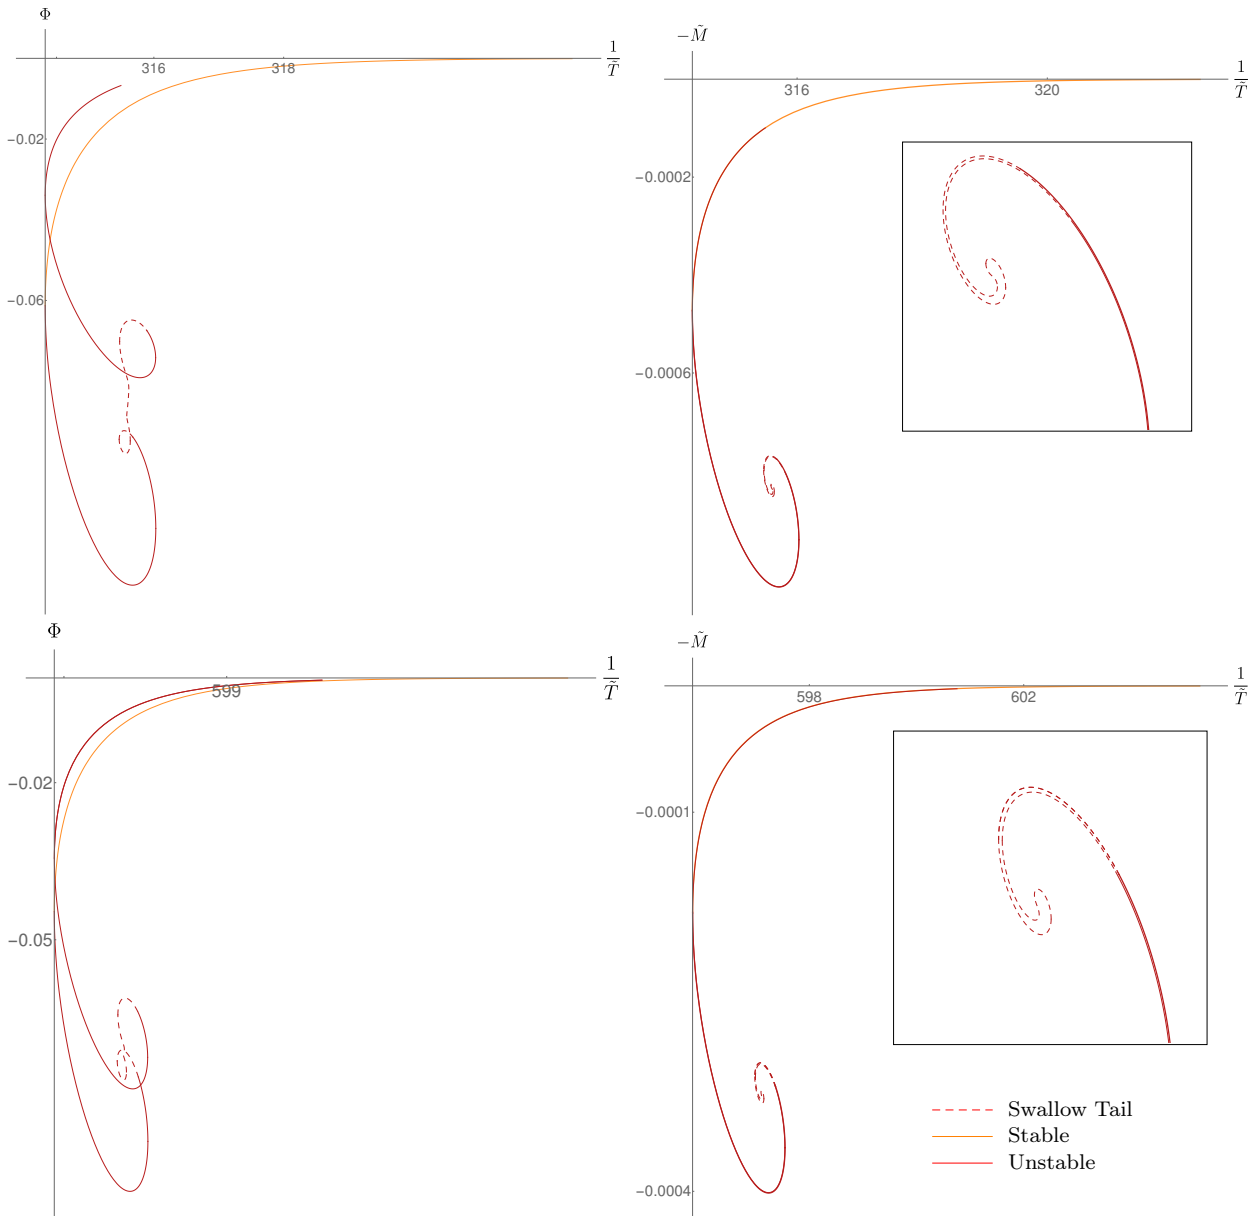 Φ
316
318
1/T̃
−0.02
−0.06
−M̃
316
320
1/T̃
−0.0002
−0.0006
Φ
599
1/T̃
−0.02
−0.05
−M̃
598
602
1/T̃
−0.0001
−0.0004
Swallow Tail
Stable
Unstable